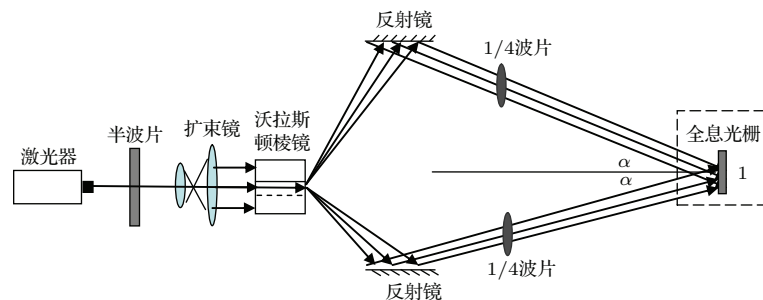 反射镜
1/4波片
沃拉斯
顿棱镜
扩束镜
半波片
激光器
全息光栅
α
α
1
1/4波片
反射镜